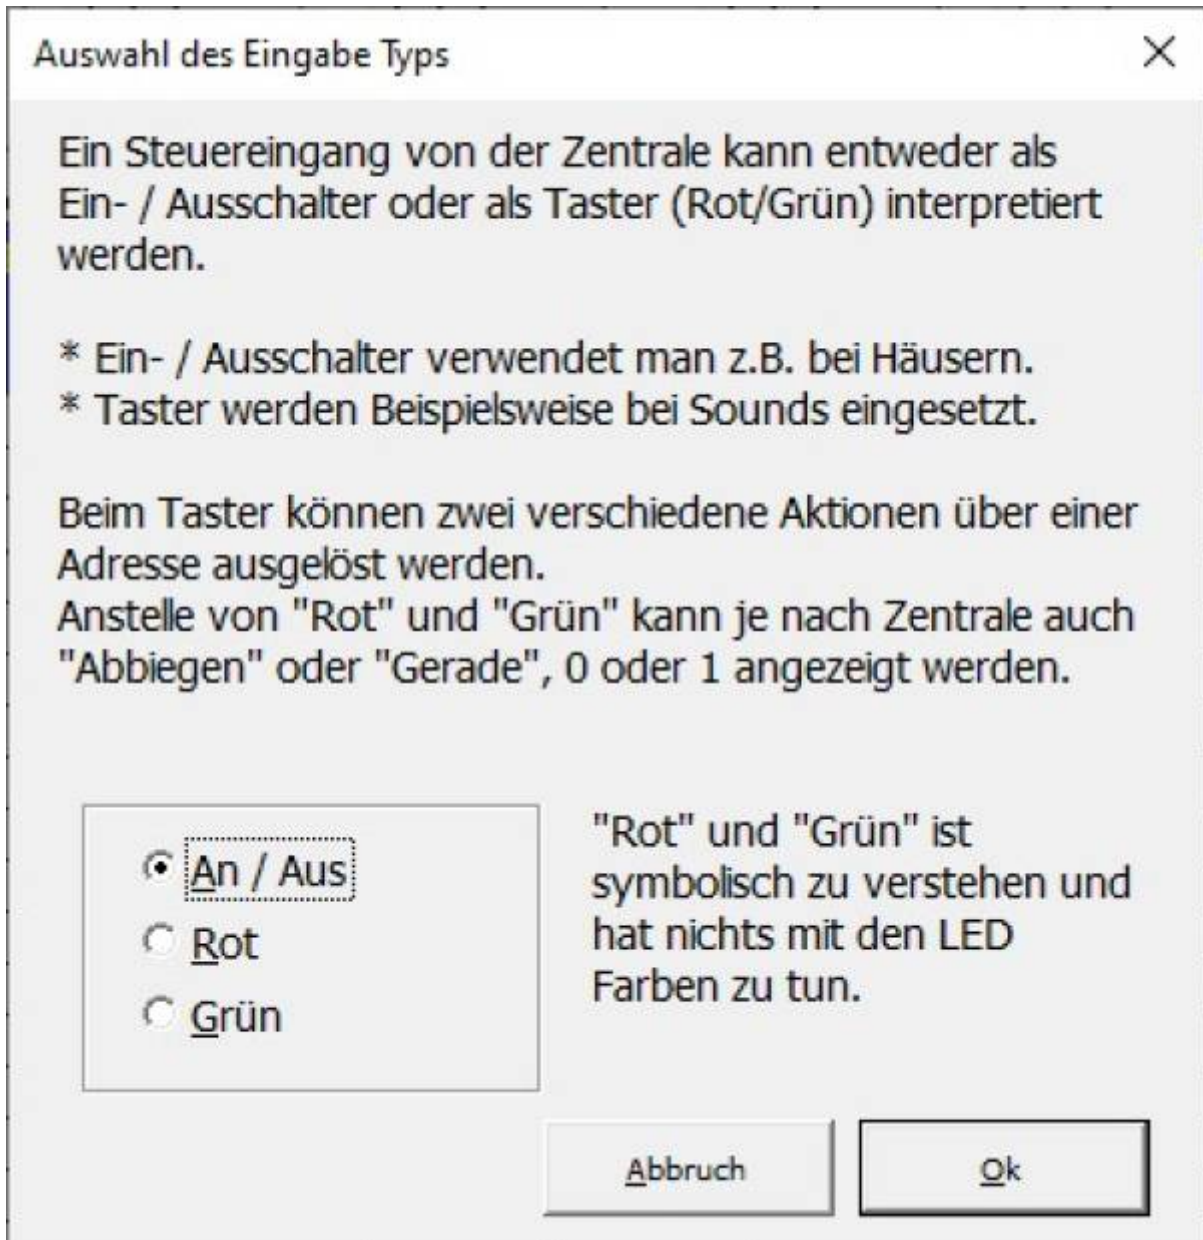 Auswahl des Eingabe Typs
Ein Steuereingang von der Zentrale kann entweder als
Ein- / Ausschalter oder als Taster (Rot/Grün) interpretiert
werden.
* Ein- / Ausschalter verwendet man z.B. bei Häusern.
* Taster werden Beispielsweise bei Sounds eingesetzt.
Beim Taster können zwei verschiedene Aktionen über einer
Adresse ausgelöst werden.
Anstelle von "Rot" und "Grün" kann je nach Zentrale auch
"Abbiegen" oder "Gerade", 0 oder 1 angezeigt werden.
An / Aus
Rot
Grün
"Rot" und "Grün" ist
symbolisch zu verstehen und
hat nichts mit den LED
Farben zu tun.
Abbruch
Ok